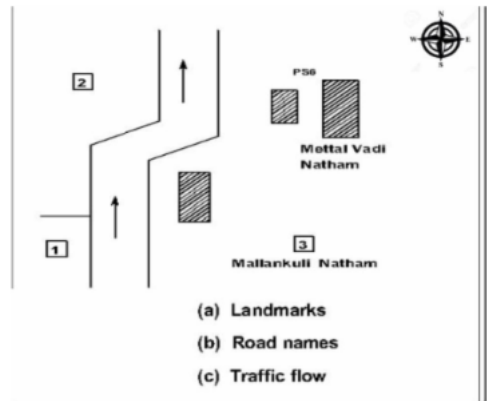 N
W E
S
2
PS6
Mettal Vadi
Natham
1
3
Mallankuli Natham
(a) Landmarks
(b) Road names
(c) Traffic flow